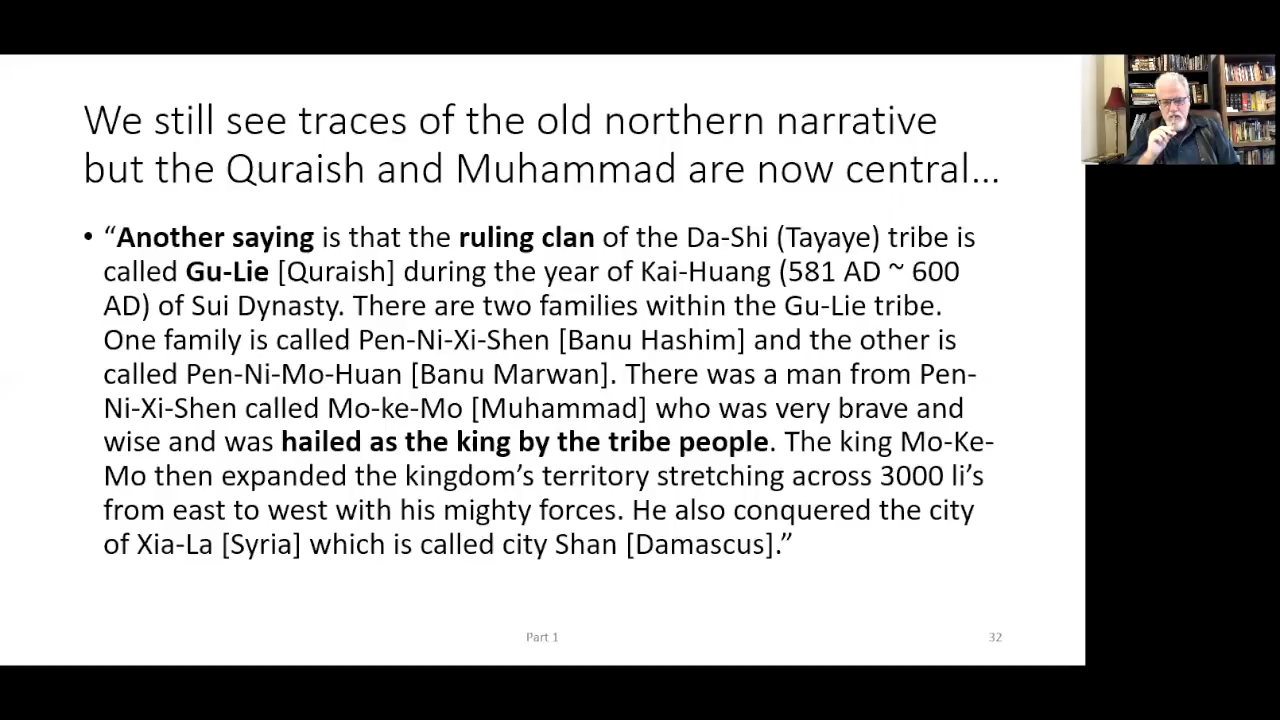 We still see traces of the old northern narrative
but the Quraish and Muhammad are now central...
• “Another saying is that the ruling clan of the Da-Shi (Tayaye) tribe is
called Gu-Lie [Quraish] during the year of Kai-Huang (581 AD ~ 600
AD) of Sui Dynasty. There are two families within the Gu-Lie tribe.
One family is called Pen-Ni-Xi-Shen [Banu Hashim] and the other is
called Pen-Ni-Mo-Huan [Banu Marwan]. There was a man from Pen-
Ni-Xi-Shen called Mo-ke-Mo [Muhammad] who was very brave and
wise and was hailed as the king by the tribe people. The king Mo-Ke-
Mo then expanded the kingdom’s territory stretching across 3000 li’s
from east to west with his mighty forces. He also conquered the city
of Xia-La [Syria] which is called city Shan [Damascus].”
Part 1
32